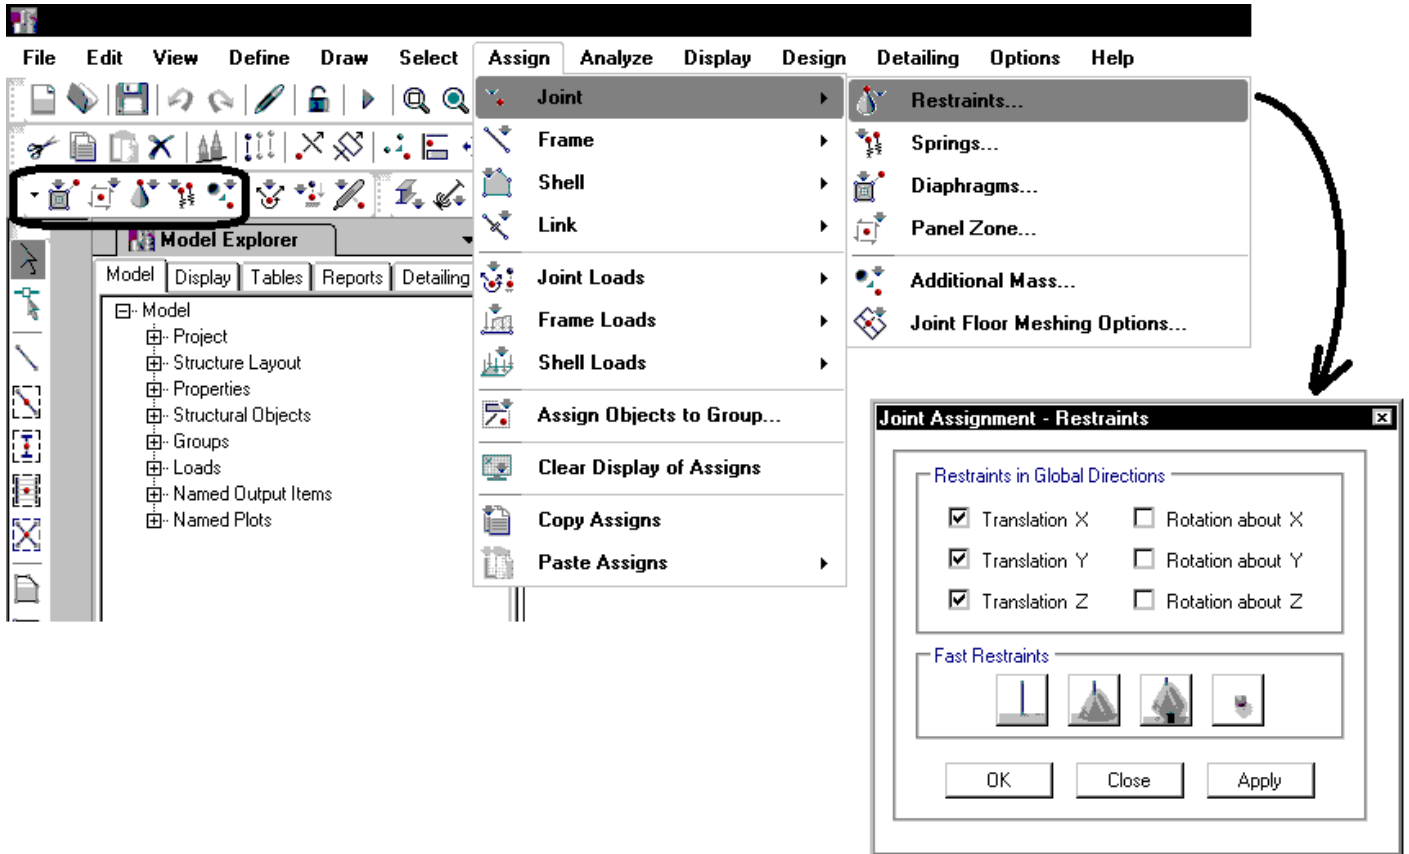 File Edit View Define Draw Select Assign Analyze Display Design Detailing Options Help
Joint
Frame
Shell
Link
Joint Loads
Frame Loads
Shell Loads
Assign Objects to Group...
Clear Display of Assigns
Copy Assigns
Paste Assigns
Restraints...
Springs...
Diaphragms...
Panel Zone...
Additional Mass...
Joint Floor Meshing Options...
Model Explorer
Model Display Tables Reports Detailing
Model
Project
Structure Layout
Properties
Structural Objects
Groups
Loads
Named Output Items
Named Plots
Joint Assignment - Restraints
Restraints in Global Directions
Translation X Rotation about X
Translation Y Rotation about Y
Translation Z Rotation about Z
Fast Restraints
OK Close Apply